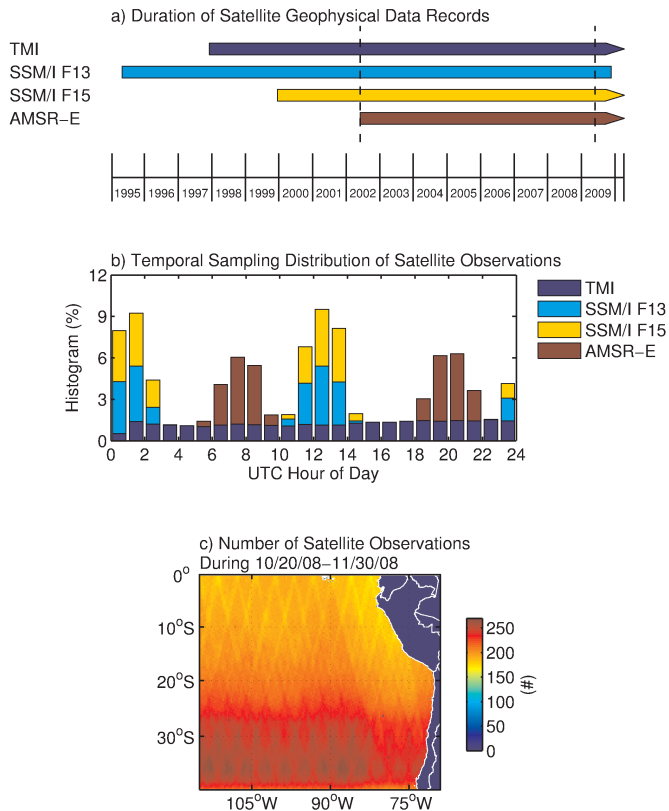 a) Duration of Satellite Geophysical Data Records
TMI
SSM/I F13
SSM/I F15
AMSR−E
1995 1996 1997 1998 1999 2000 2001 2002 2003 2004 2005 2006 2007 2008 2009
b) Temporal Sampling Distribution of Satellite Observations
12
9
6
3
0
Histogram (%)
0 2 4 6 8 10 12 14 16 18 20 22 24
UTC Hour of Day
TMI
SSM/I F13
SSM/I F15
AMSR−E
c) Number of Satellite Observations
During 10/20/08−11/30/08
0°
10°S
20°S
30°S
105°W 90°W 75°W
250
200
150
100
50
0
(#)